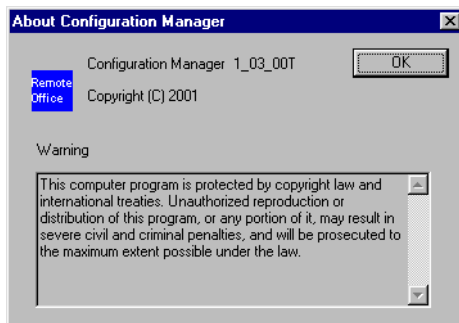 About Configuration Manager
Configuration Manager 1_03_00T
OK
Remote
Office
Copyright (C) 2001
Warning
This computer program is protected by copyright law and
international treaties. Unauthorized reproduction or
distribution of this program, or any portion of it, may result in
severe civil and criminal penalties, and will be prosecuted to
the maximum extent possible under the law.